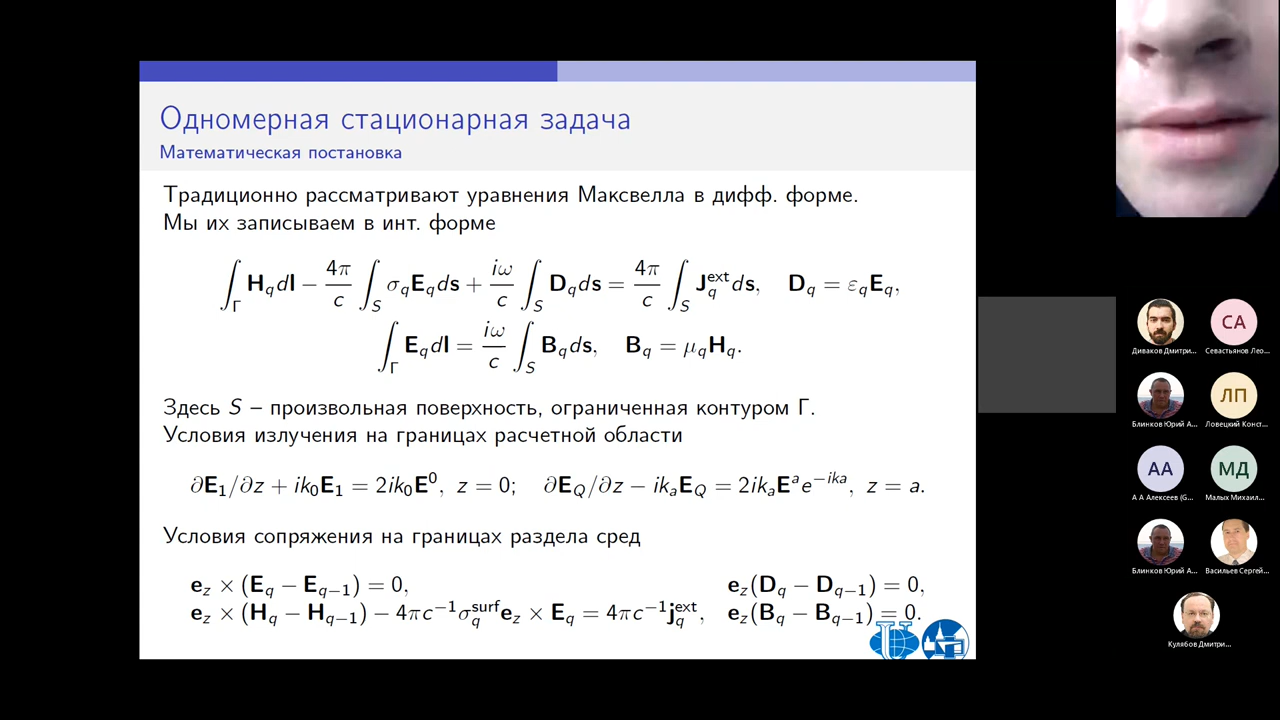 Одномерная стационарная задача
Математическая постановка
Традиционно рассматривают уравнения Максвелла в дифф. форме.
Мы их записываем в инт. форме
∫_Γ H_q dl − 4π/c ∫_S σ_q E_q ds + iω/c ∫_S D_q ds = 4π/c ∫_S J_q^ext ds, D_q = ε_q E_q,
∫_Γ E_q dl = iω/c ∫_S B_q ds, B_q = μ_q H_q.
Здесь S – произвольная поверхность, ограниченная контуром Γ.
Условия излучения на границах расчетной области
∂E_1/∂z + ik_0E_1 = 2ik_0E^0, z = 0; ∂E_Q/∂z − ik_aE_Q = 2ik_aE^a e^{−ika}, z = a.
Условия сопряжения на границах раздела сред
e_z × (E_q − E_{q−1}) = 0, e_z(D_q − D_{q−1}) = 0,
e_z × (H_q − H_{q−1}) − 4πc^{−1}σ_q^surf e_z × E_q = 4πc^{−1}j_q^ext, e_z(B_q − B_{q−1}) = 0.
СА
Диваков Дмитри... Севастьянов Лео...
ЛП
Блинков Юрий А... Ловецкий Конст...
АА МД
А А Алексеев (G... Малых Михаил...
Блинков Юрий А... Васильев Сергей...
Кулябов Дмитри...